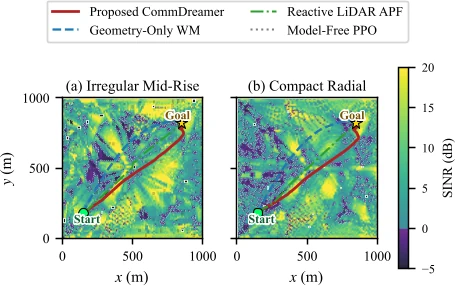 Proposed CommDreamer
Reactive LiDAR APF
Geometry-Only WM
Model-Free PPO
(a) Irregular Mid-Rise
(b) Compact Radial
1000
500
0
y (m)
Goal
Start
0
500
1000
x (m)
Goal
Start
0
500
1000
x (m)
20
15
10
5
0
−5
SINR (dB)